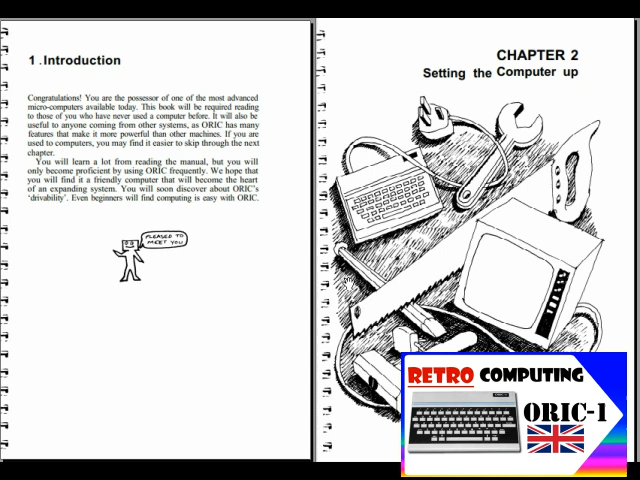 1 . Introduction
Congratulations! You are the possessor of one of the most advanced
micro-computers available today. This book will be required reading
to those of you who have never used a computer before. It will also be
useful to anyone coming from other systems, as ORIC has many
features that make it more powerful than other machines. If you are
used to computers, you may find it easier to skip through the next
chapter.
You will learn a lot from reading the manual, but you will
only become proficient by using ORIC frequently. We hope that
you will find it a friendly computer that will become the heart
of an expanding system. You will soon discover about ORIC's
'drivability'. Even beginners will find computing is easy with ORIC.
PLEASED TO
MEET YOU
CHAPTER 2
Setting the Computer up
RETRO COMPUTING
ORIC-1
ORIC-1